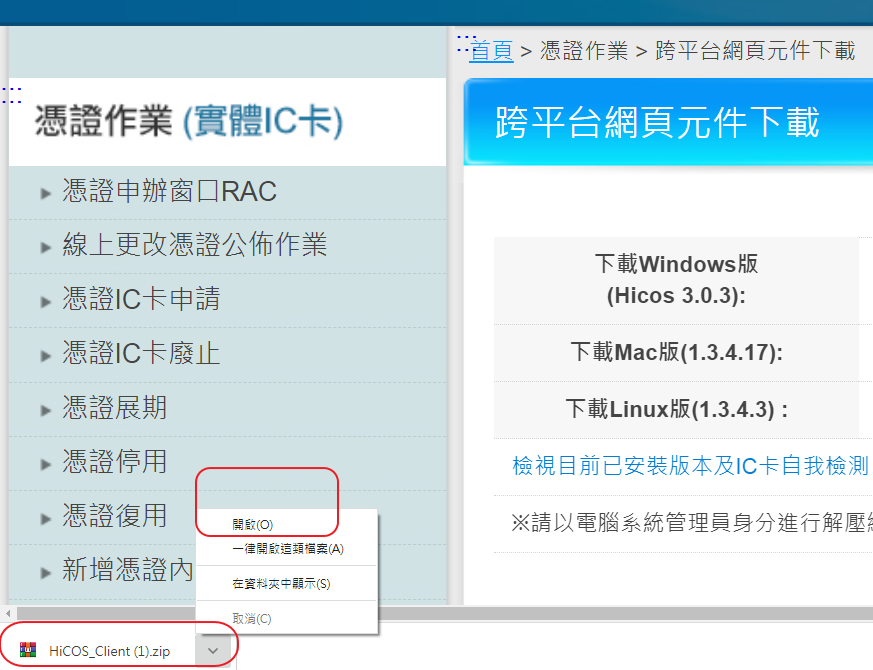 首頁 > 憑證作業 > 跨平台網頁元件下載
憑證作業 (實體IC卡)
憑證申辦窗口RAC
線上更改憑證公佈作業
憑證IC卡申請
憑證IC卡廢止
憑證展期
憑證停用
憑證復用
新增憑證內
跨平台網頁元件下載
下載Windows版
(Hicos 3.0.3):
下載Mac版(1.3.4.17):
下載Linux版(1.3.4.3) :
檢視目前已安裝版本及IC卡自我檢測
※請以電腦系統管理員身分進行解壓縮
開啟(O)
一律開啟這類檔案(A)
在資料夾中顯示(S)
取消(C)
HiCOS_Client (1).zip